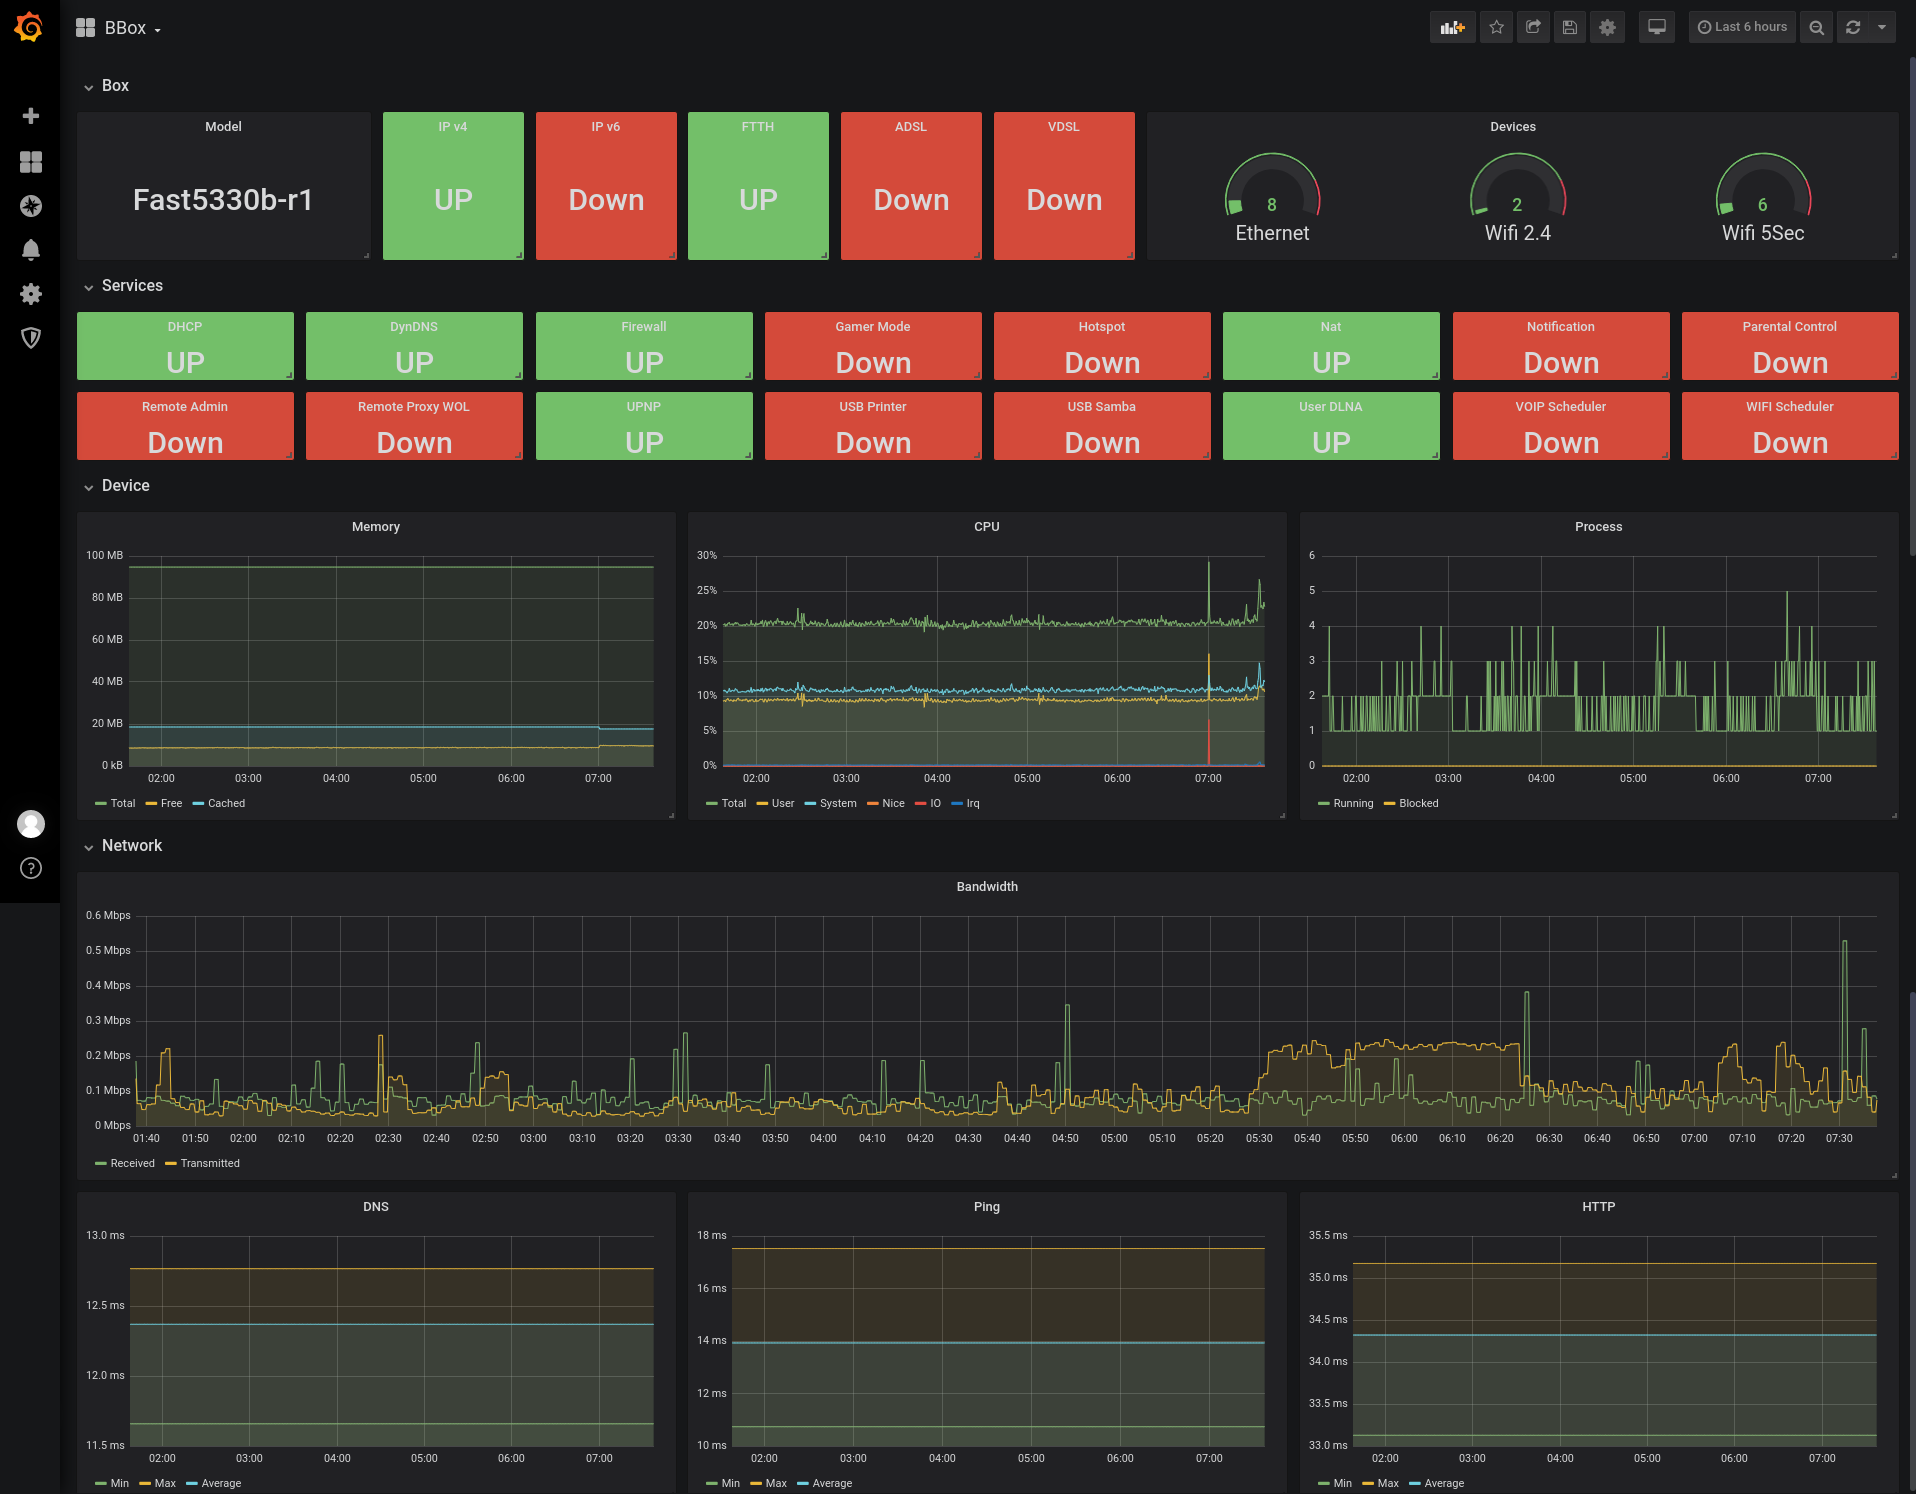 BBox
Last 6 hours
Box
Model
Fast5330b-r1
IP v4
UP
IP v6
Down
FTTH
UP
ADSL
Down
VDSL
Down
Devices
8
Ethernet
2
Wifi 2.4
6
Wifi 5Sec
Services
DHCP
UP
DynDNS
UP
Firewall
UP
Gamer Mode
Down
Hotspot
Down
Nat
UP
Notification
Down
Parental Control
Down
Remote Admin
Down
Remote Proxy WOL
Down
UPNP
UP
USB Printer
Down
USB Samba
Down
User DLNA
UP
VOIP Scheduler
Down
WIFI Scheduler
Down
Device
Memory
100 MB
80 MB
60 MB
40 MB
20 MB
0 kB
02:00 03:00 04:00 05:00 06:00 07:00
Total Free Cached
CPU
30%
25%
20%
15%
10%
5%
0%
02:00 03:00 04:00 05:00 06:00 07:00
Total User System Nice IO Irq
Process
6
5
4
3
2
1
0
02:00 03:00 04:00 05:00 06:00 07:00
Running Blocked
Network
Bandwidth
0.6 Mbps
0.5 Mbps
0.4 Mbps
0.3 Mbps
0.2 Mbps
0.1 Mbps
0 Mbps
01:40 01:50 02:00 02:10 02:20 02:30 02:40 02:50 03:00 03:10 03:20 03:30 03:40 03:50 04:00 04:10 04:20 04:30 04:40 04:50 05:00 05:10 05:20 05:30 05:40 05:50 06:00 06:10 06:20 06:30 06:40 06:50 07:00 07:10 07:20 07:30
Received Transmitted
DNS
13.0 ms
12.5 ms
12.0 ms
11.5 ms
02:00 03:00 04:00 05:00 06:00 07:00
Min Max Average
Ping
18 ms
16 ms
14 ms
12 ms
10 ms
02:00 03:00 04:00 05:00 06:00 07:00
Min Max Average
HTTP
35.5 ms
35.0 ms
34.5 ms
34.0 ms
33.5 ms
33.0 ms
02:00 03:00 04:00 05:00 06:00 07:00
Min Max Average